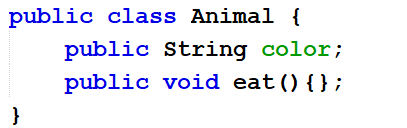 public class Animal {
    public String color;
    public void eat(){};
}